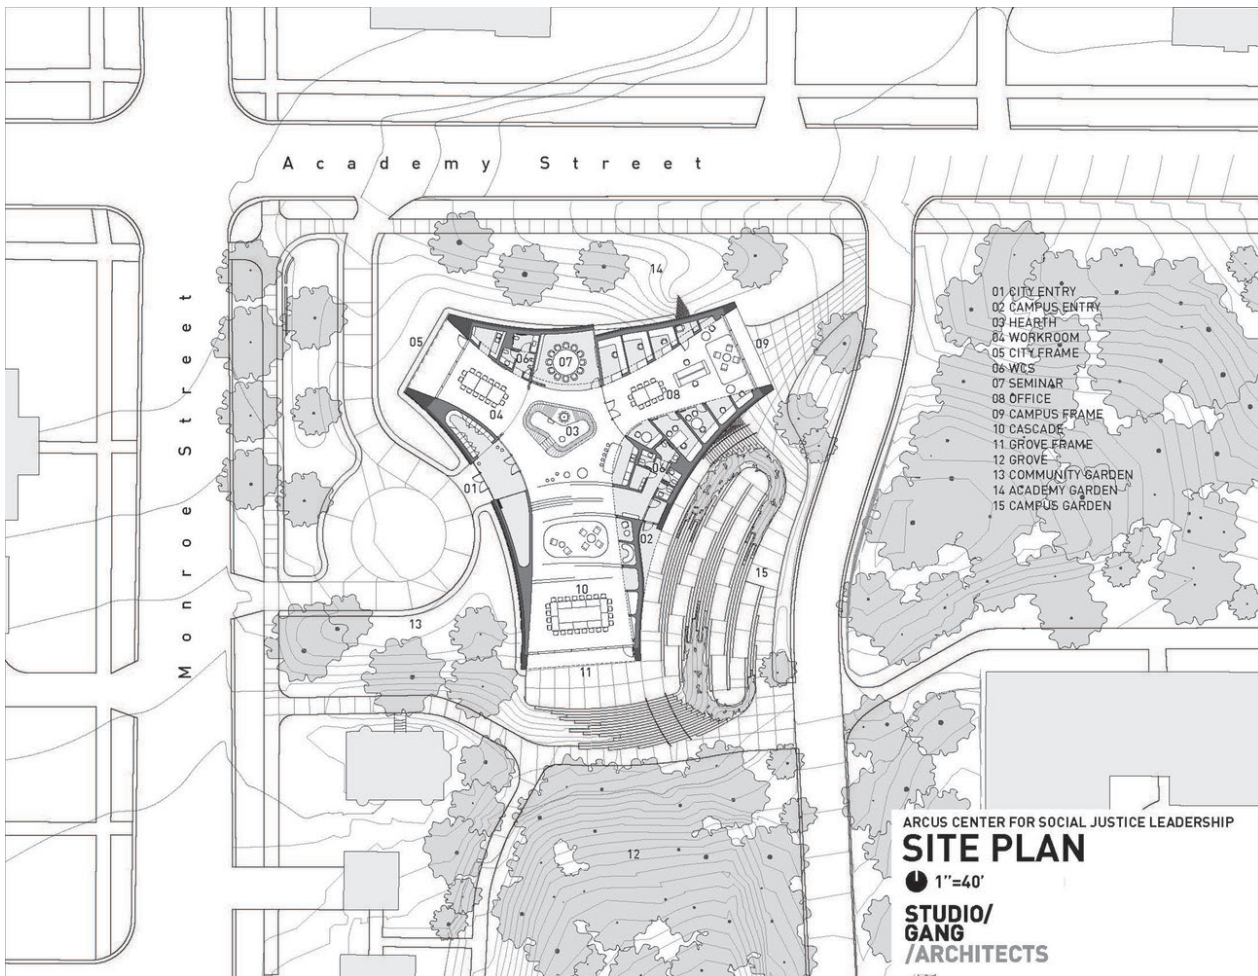 Academy Street
Monroe Street
14
05
06
07
09
04
08
03
06
01
02
15
10
13
11
12
01 CITY ENTRY
02 CAMPUS ENTRY
03 HEARTH
04 WORKROOM
05 CITY FRAME
06 WCS
07 SEMINAR
08 OFFICE
09 CAMPUS FRAME
10 CASCADE
11 GROVE FRAME
12 GROVE
13 COMMUNITY GARDEN
14 ACADEMY GARDEN
15 CAMPUS GARDEN
ARCUS CENTER FOR SOCIAL JUSTICE LEADERSHIP
SITE PLAN
1"=40'
STUDIO/
GANG
/ARCHITECTS